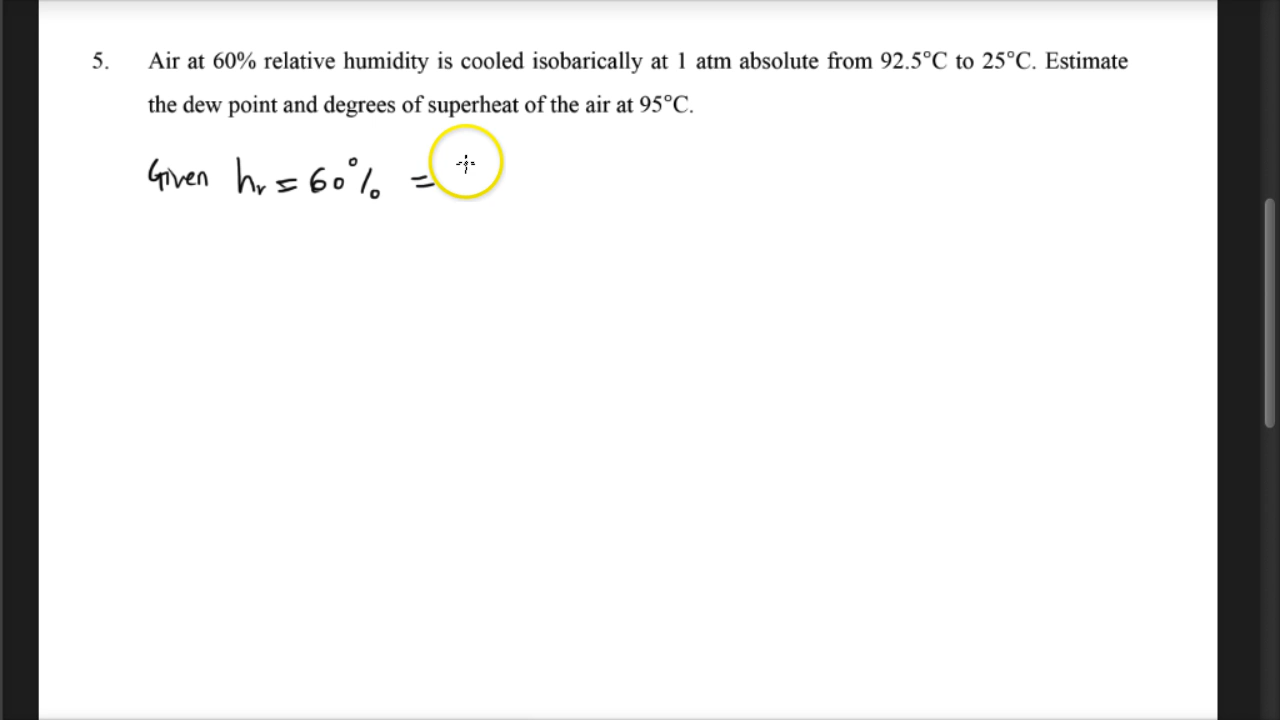 5. Air at 60% relative humidity is cooled isobarically at 1 atm absolute from 92.5°C to 25°C. Estimate
the dew point and degrees of superheat of the air at 95°C.
Given hr = 60% =